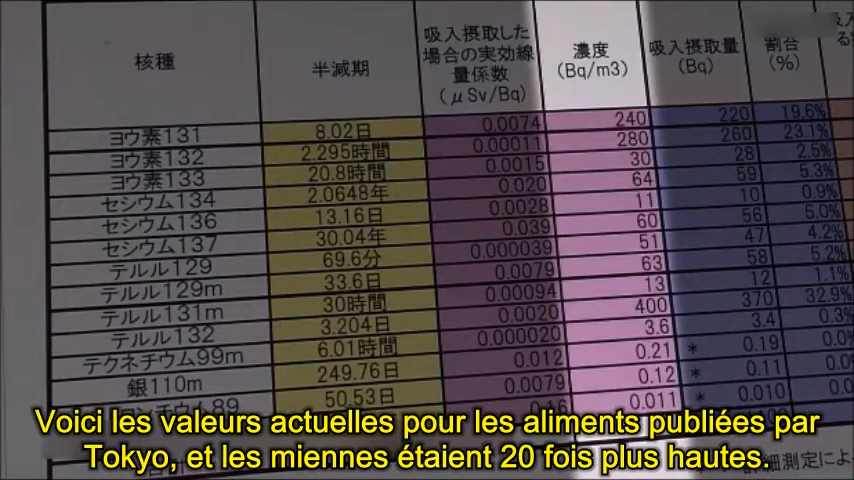 核種 半減期 吸入摂取した場合の実効線量係数 (μSv/Bq) 濃度 (Bq/m3) 吸入摂取量 (Bq) 割合 (%)
ヨウ素131 8.02日 0.0074 240 220 19.6%
ヨウ素132 2.295時間 0.00011 280 260 23.1%
ヨウ素133 20.8時間 0.0015 30 28 2.5%
セシウム134 2.0648年 0.020 64 59 5.3%
セシウム136 13.16日 0.0028 11 10 0.9%
セシウム137 30.04年 0.039 60 56 5.0%
テルル129 69.6分 0.000039 51 47 4.2%
テルル129m 33.6日 0.0079 63 58 5.2%
テルル131m 30時間 0.00094 13 12 1.1%
テルル132 3.204日 0.0020 400 370 32.9%
テクネチウム99m 6.01時間 0.000020 3.6 3.4 0.3%
銀110m 249.76日 0.012 0.21 * 0.19 0.0
89 50.53日 0.0079 0.12 * 0.11 0.0
0.011 * 0.010
Voici les valeurs actuelles pour les aliments publiées par
Tokyo, et les miennes étaient 20 fois plus hautes.